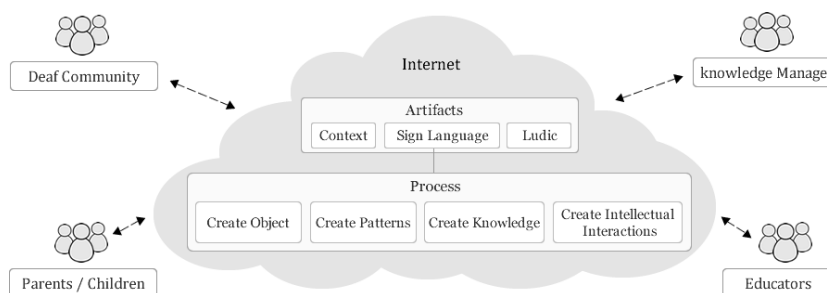 Internet
Deaf Community
knowledge Manage
Artifacts
Context Sign Language Ludic
Process
Create Object Create Patterns Create Knowledge Create Intellectual
Interactions
Parents / Children
Educators